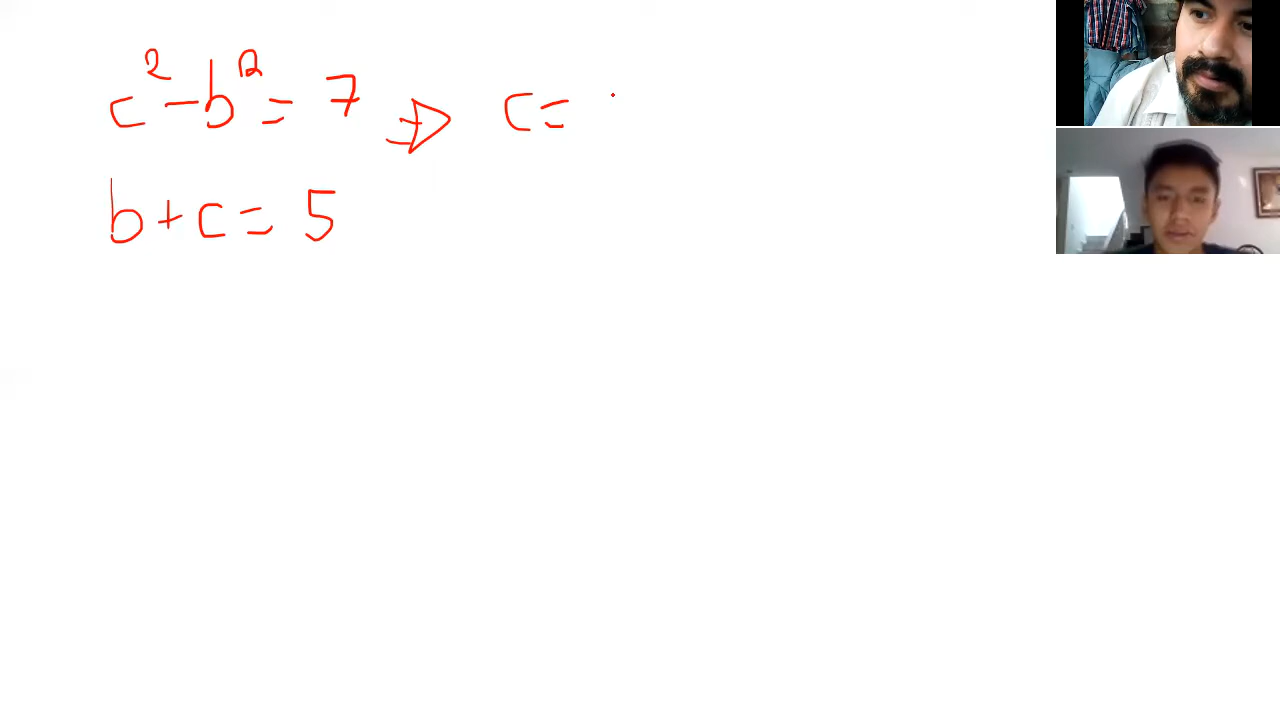 c² - b² = 7 ⇒ c =
b + c = 5